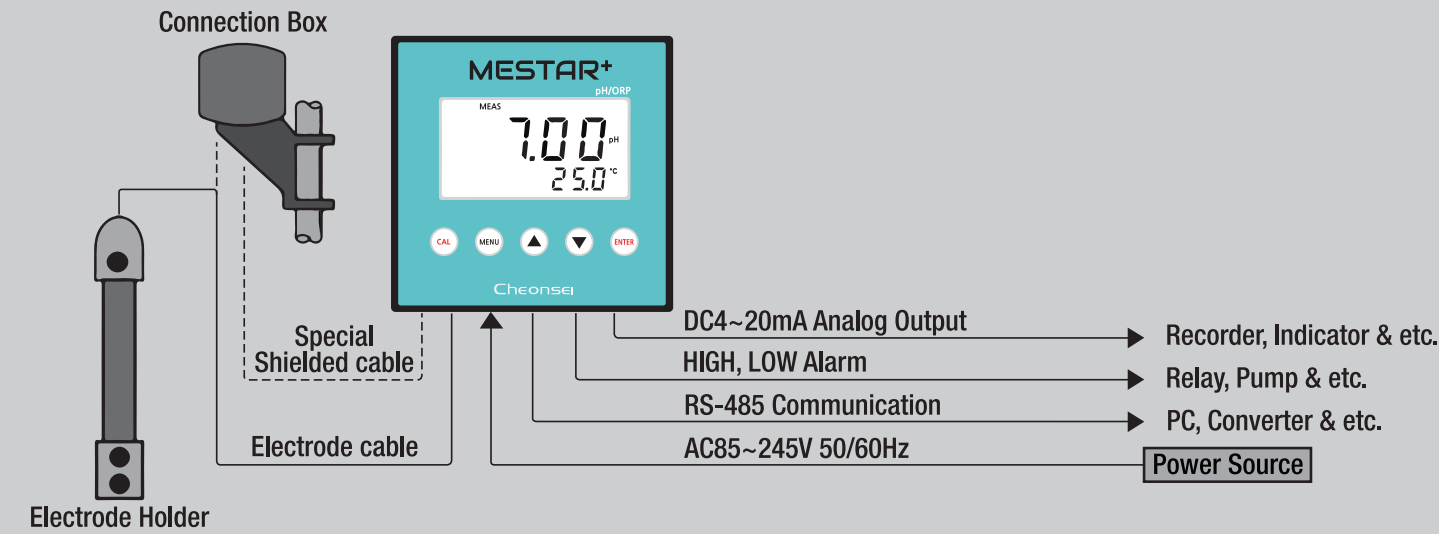 Connection Box
MESTAR+
pH/ORP
MEAS
7.00 pH
25.0 °C
CAL
MENU
ENTER
Cheonsei
Special
Shielded cable
Electrode cable
Electrode Holder
DC4~20mA Analog Output
Recorder, Indicator & etc.
HIGH, LOW Alarm
Relay, Pump & etc.
RS-485 Communication
PC, Converter & etc.
AC85~245V 50/60Hz
Power Source